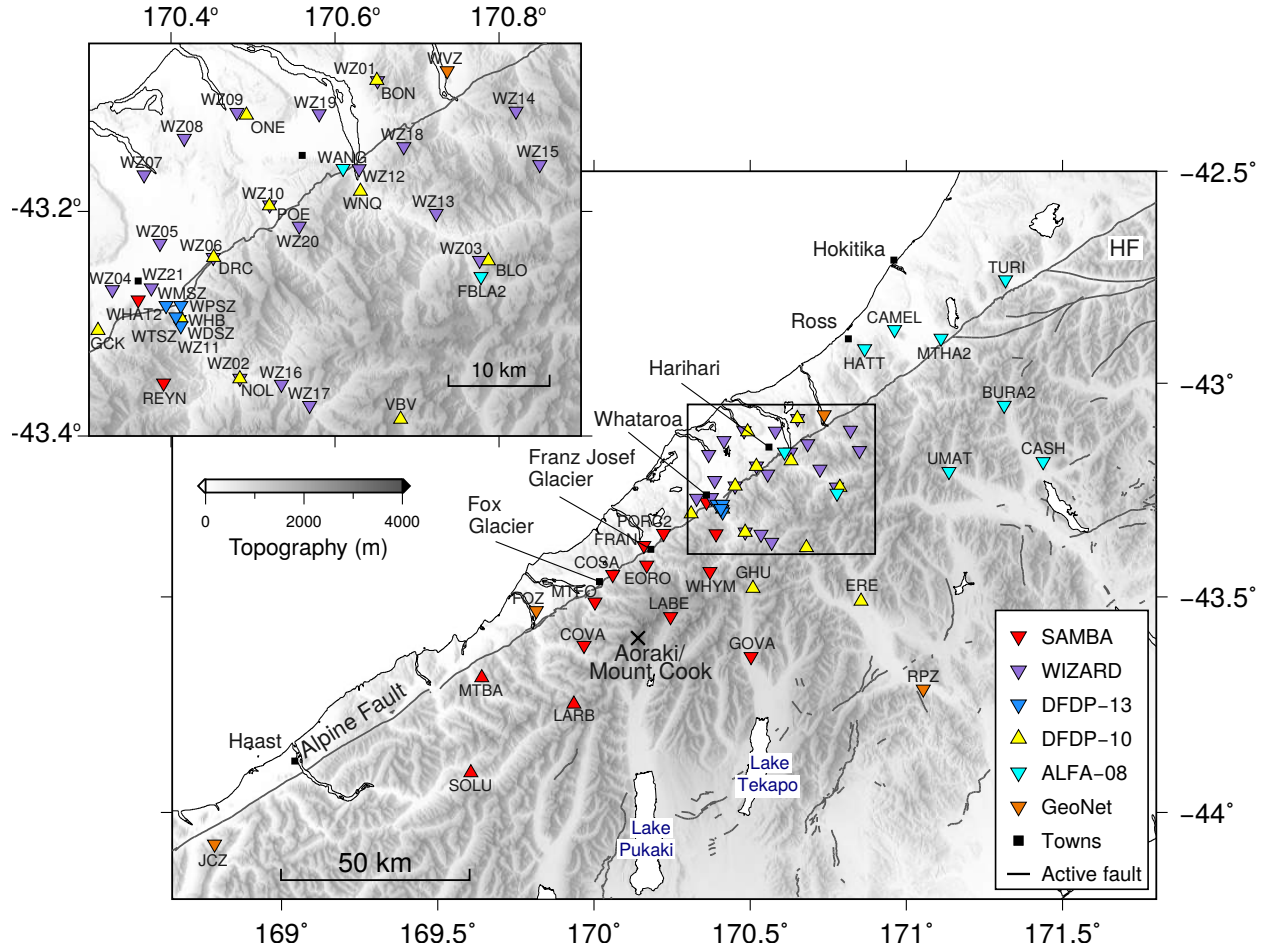 170.4°
170.6°
170.8°
-43.2°
-43.4°
WZ01
BON
WVZ
WZ09
ONE
WZ19
WZ14
WZ08
WZ18
WZ15
WZ07
WANG
WZ12
WNQ
WZ10
POE
WZ20
WZ13
WZ05
WZ06
DRC
WZ03
BLO
FBLA2
WZ04
WZ21
WMSZ
WPSZ
WHAT2
WHB
WTSZ
WDSZ
WZ11
GCK
WZ02
NOL
WZ16
WZ17
REYN
VBV
10 km
0
2000
4000
Topography (m)
−42.5°
−43°
−43.5°
−44°
HF
Hokitika
TURI
Ross
CAMEL
HATT
MTHA2
BURA2
CASH
UMAT
Harihari
Whataroa
Franz Josef
Glacier
Fox
Glacier
PORC2
FRAN
COSA
EORO
WHYM
GHU
ERE
MTFO
FOZ
LABE
COVA
GOVA
Aoraki/
Mount Cook
RPZ
MTBA
LARB
SOLU
Alpine Fault
Haast
JCZ
Lake
Tekapo
Lake
Pukaki
50 km
SAMBA
WIZARD
DFDP−13
DFDP−10
ALFA−08
GeoNet
Towns
Active fault
169°
169.5°
170°
170.5°
171°
171.5°